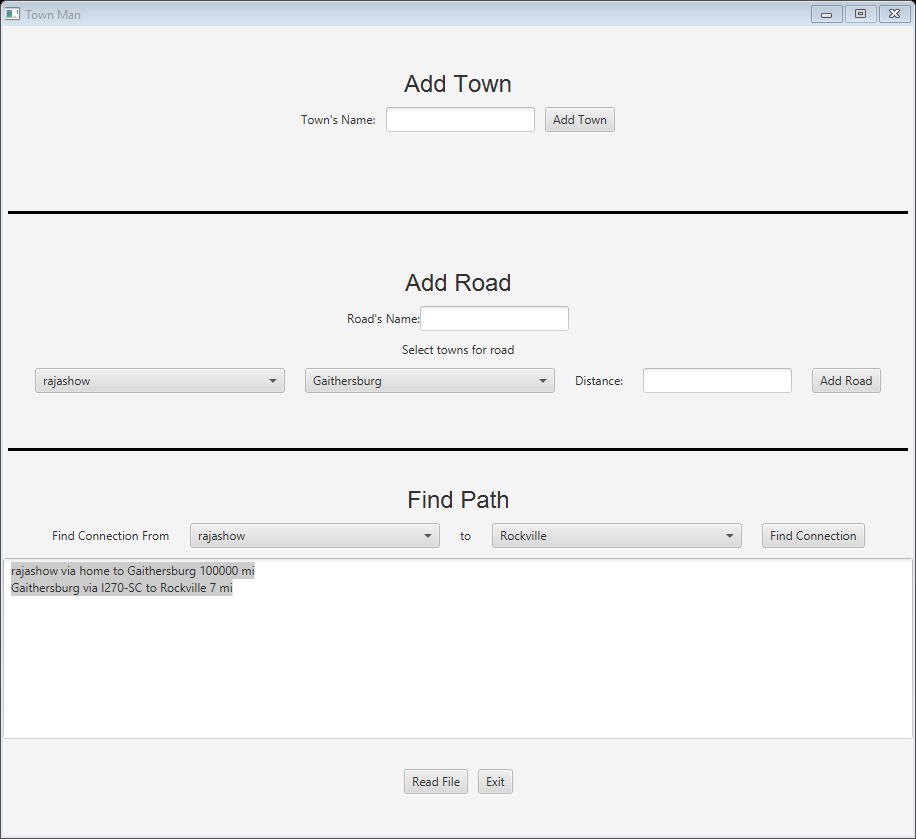 Town Man
Add Town
Town's Name: Add Town
Add Road
Road's Name:
Select towns for road
rajashow Gaithersburg Distance: Add Road
Find Path
Find Connection From rajashow to Rockville Find Connection
rajashow via home to Gaithersburg 100000 mi
Gaithersburg via I270-SC to Rockville 7 mi
Read File Exit